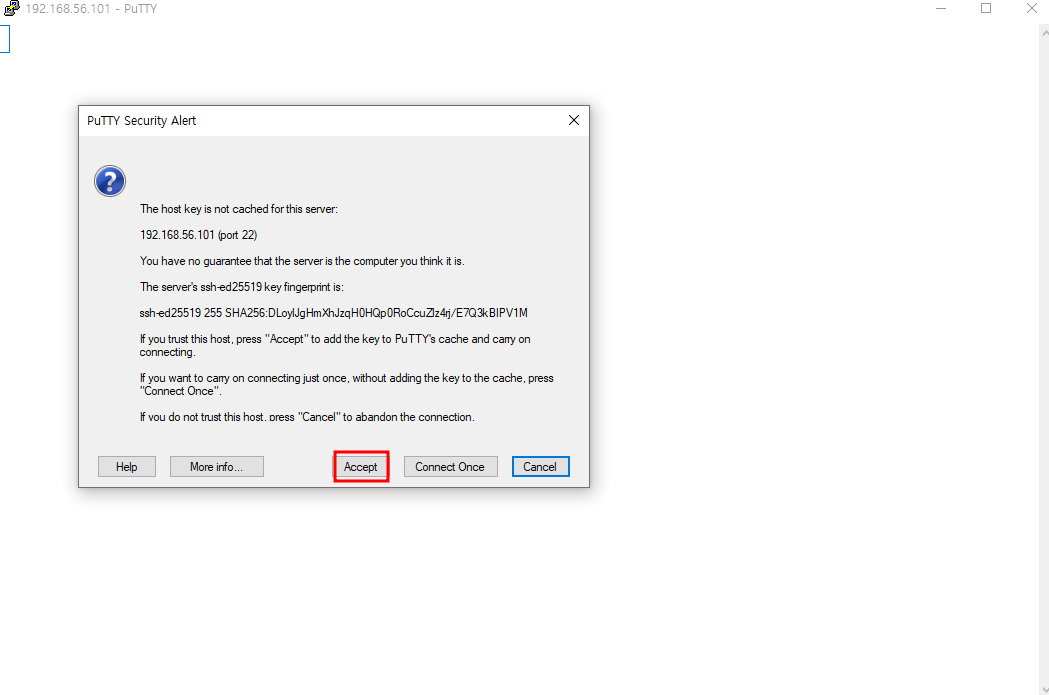 192.168.56.101 - PuTTY
PuTTY Security Alert
The host key is not cached for this server:
192.168.56.101 (port 22)
You have no guarantee that the server is the computer you think it is.
The server's ssh-ed25519 key fingerprint is:
ssh-ed25519 255 SHA256:DLoylJgHmXhJzqH0HQp0RoCcuZlz4rj/E7Q3kBIPV1M
If you trust this host, press "Accept" to add the key to PuTTY's cache and carry on
connecting.
If you want to carry on connecting just once, without adding the key to the cache, press
"Connect Once".
If you do not trust this host, press "Cancel" to abandon the connection.
Help More info... Accept Connect Once Cancel